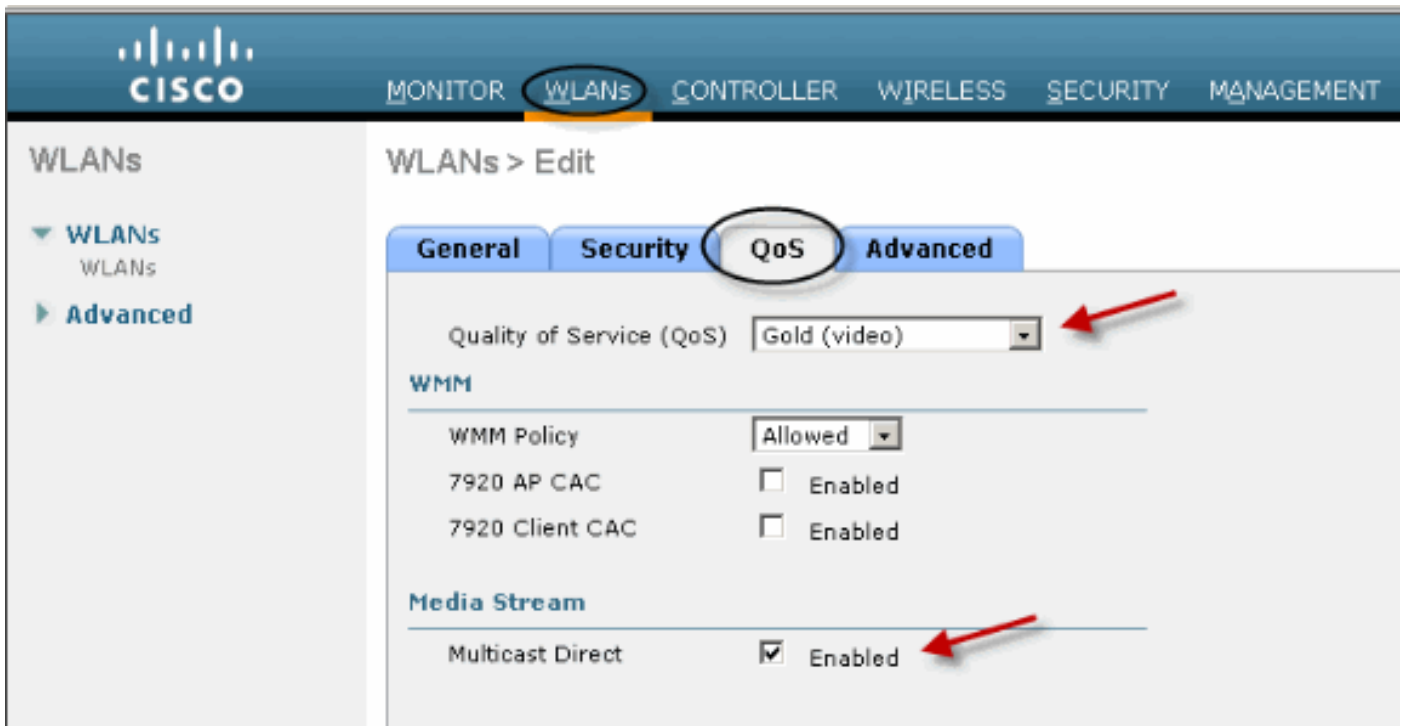 CISCO
MONITOR WLANs CONTROLLER WIRELESS SECURITY MANAGEMENT
WLANs
WLANs > Edit
WLANs
WLANs
Advanced
General Security QoS Advanced
Quality of Service (QoS) Gold (video)
WMM
WMM Policy Allowed
7920 AP CAC Enabled
7920 Client CAC Enabled
Media Stream
Multicast Direct Enabled